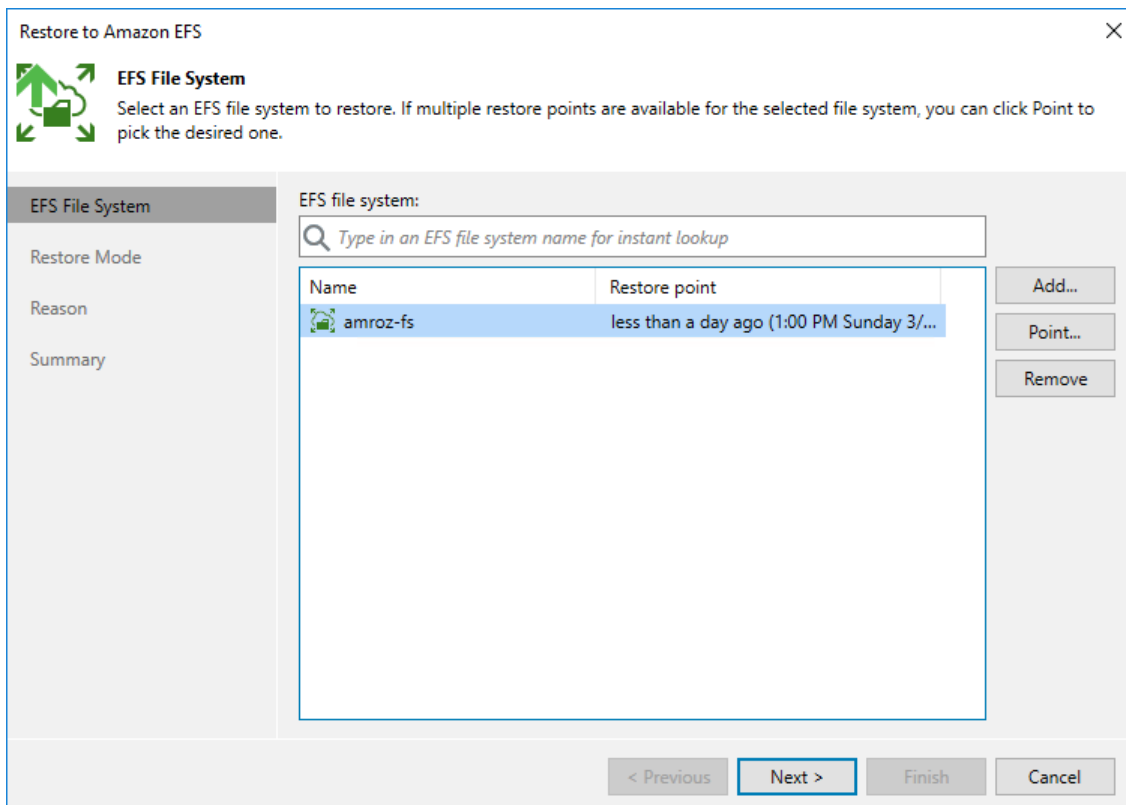 Restore to Amazon EFS
EFS File System
Select an EFS file system to restore. If multiple restore points are available for the selected file system, you can click Point to
pick the desired one.
EFS File System
Restore Mode
Reason
Summary
EFS file system:
Type in an EFS file system name for instant lookup
Name Restore point
amroz-fs less than a day ago (1:00 PM Sunday 3/...
Add...
Point...
Remove
< Previous Next > Finish Cancel